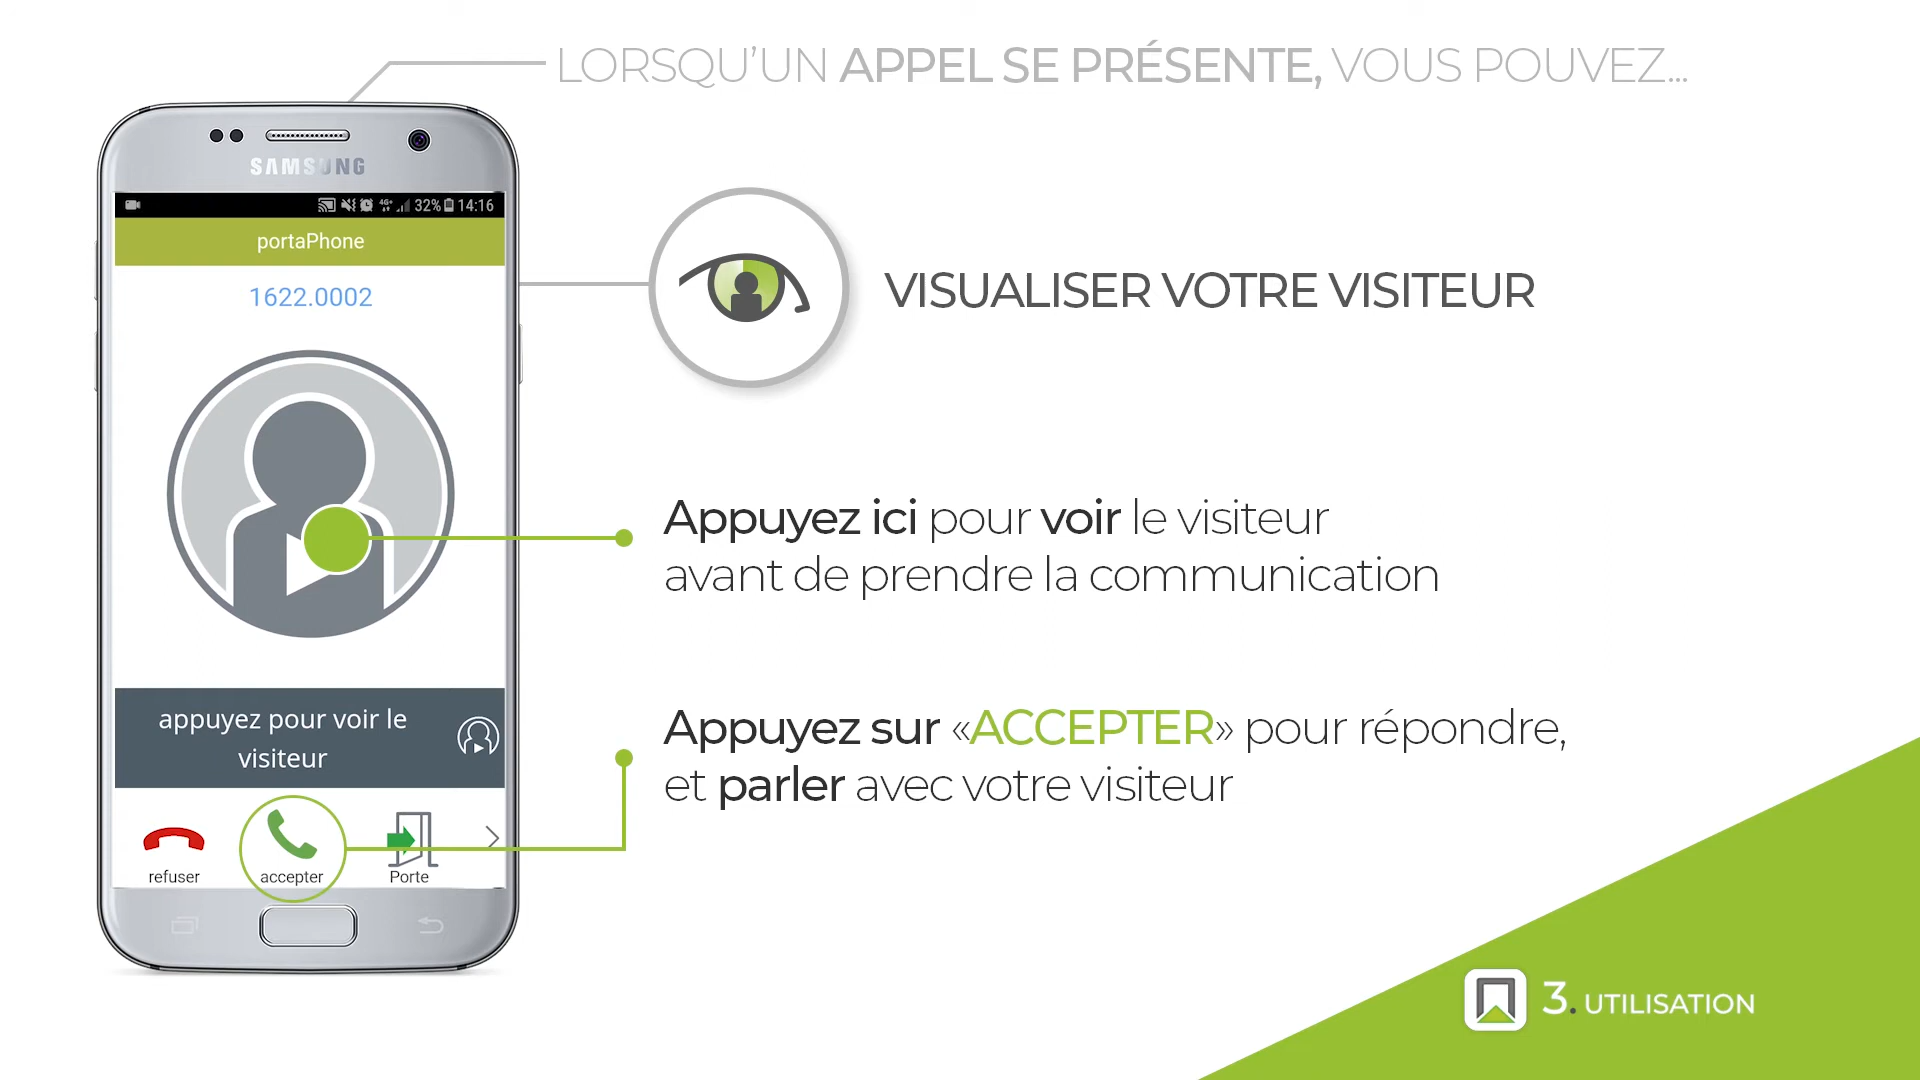 LORSQU'UN APPEL SE PRÉSENTE, VOUS POUVEZ...
SAMSUNG
4G+ 32% 14:16
portaPhone
1622.0002
VISUALISER VOTRE VISITEUR
Appuyez ici pour voir le visiteur
avant de prendre la communication
appuyez pour voir le
visiteur
Appuyez sur «ACCEPTER» pour répondre,
et parler avec votre visiteur
refuser
accepter
Porte
3. UTILISATION